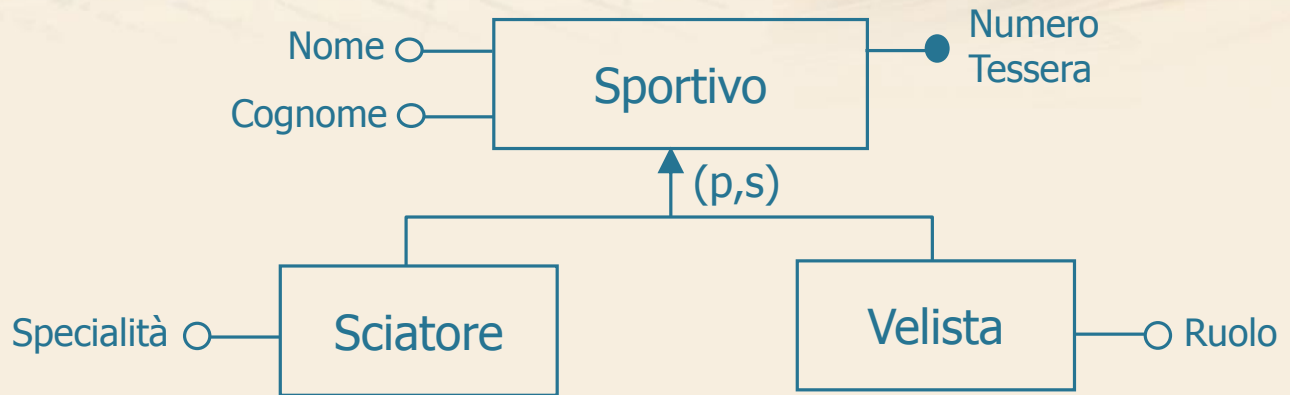 Nome
Cognome
Sportivo
Numero
Tessera
(p,s)
Specialità
Sciatore
Velista
Ruolo